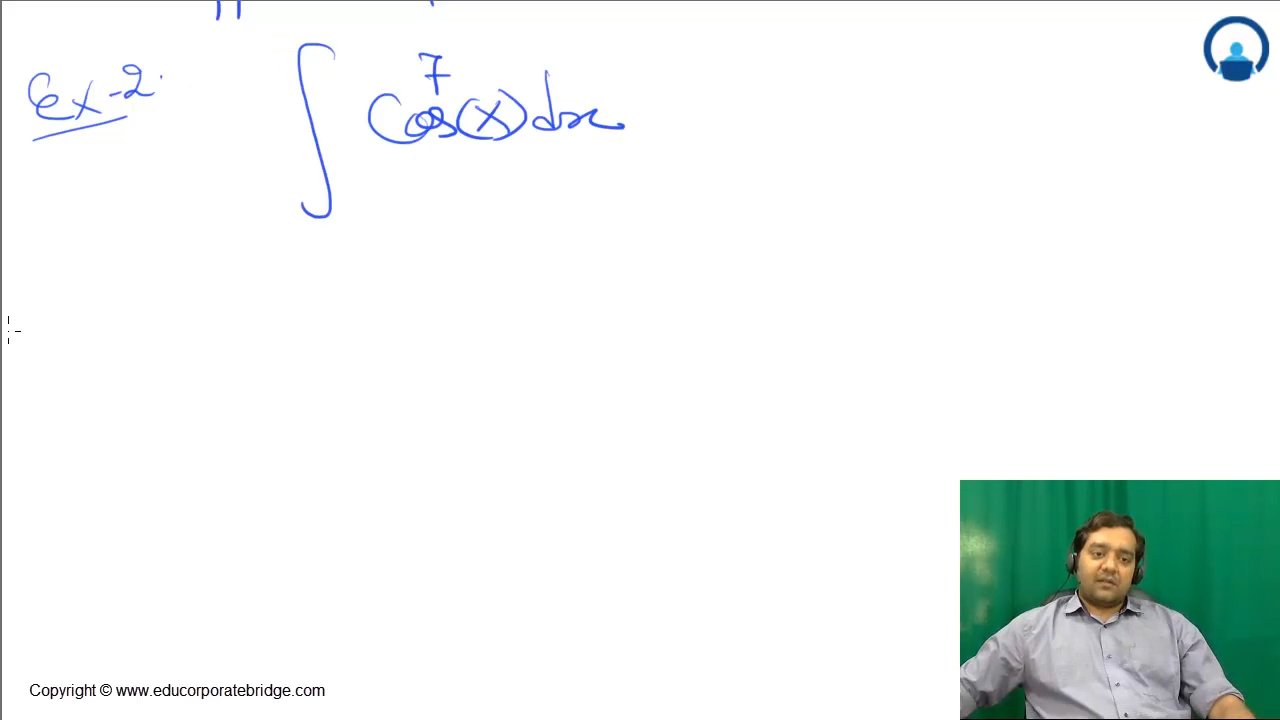 Ex-2. ∫ cos⁷(x) dx
Copyright © www.educorporatebridge.com